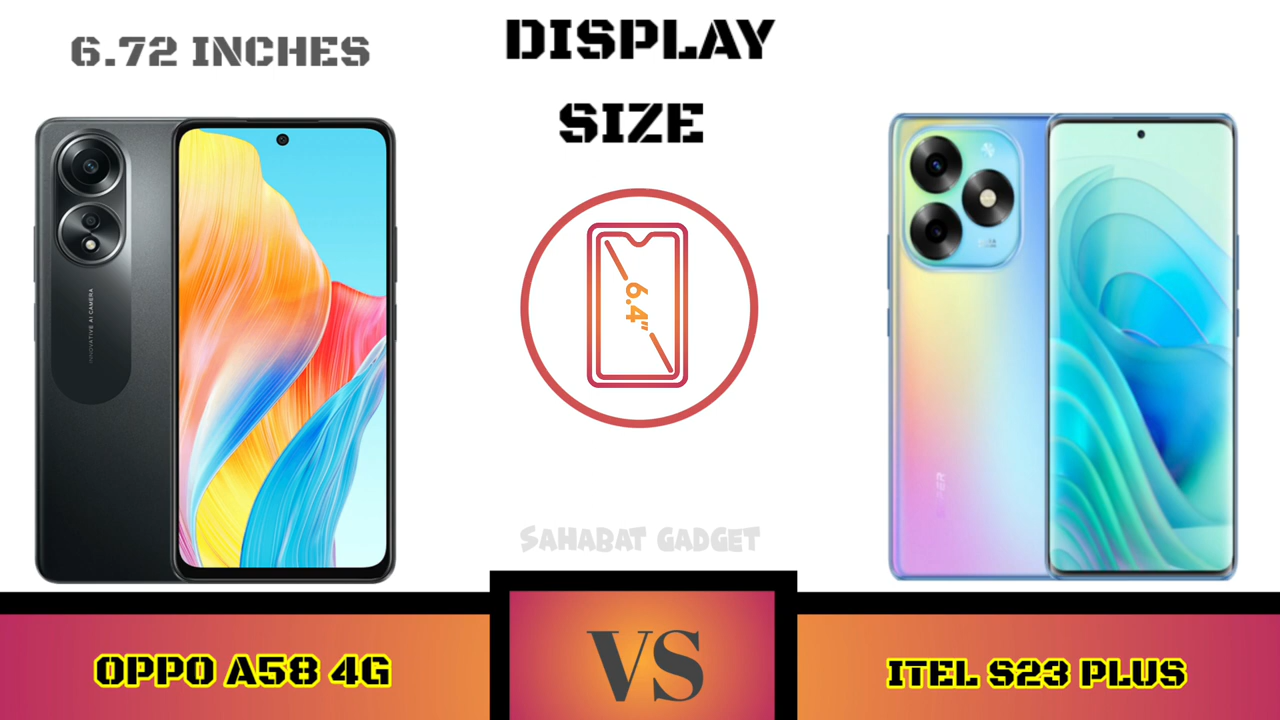 6.72 INCHES
DISPLAY
SIZE
6.4"
INNOVATIVE AI CAMERA
SAHABAT GADGET
OPPO A58 4G
VS
ITEL S23 PLUS